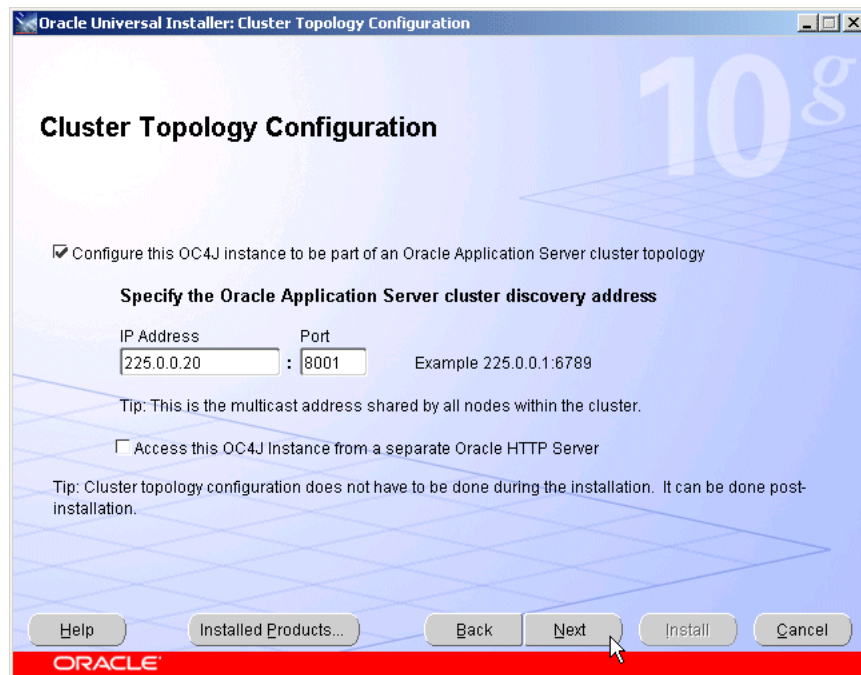 Oracle Universal Installer: Cluster Topology Configuration
10g
Cluster Topology Configuration
Configure this OC4J instance to be part of an Oracle Application Server cluster topology
Specify the Oracle Application Server cluster discovery address
IP Address Port
225.0.0.20 : 8001 Example 225.0.0.1:6789
Tip: This is the multicast address shared by all nodes within the cluster.
Access this OC4J Instance from a separate Oracle HTTP Server
Tip: Cluster topology configuration does not have to be done during the installation. It can be done post-
installation.
Help Installed Products... Back Next Install Cancel
ORACLE